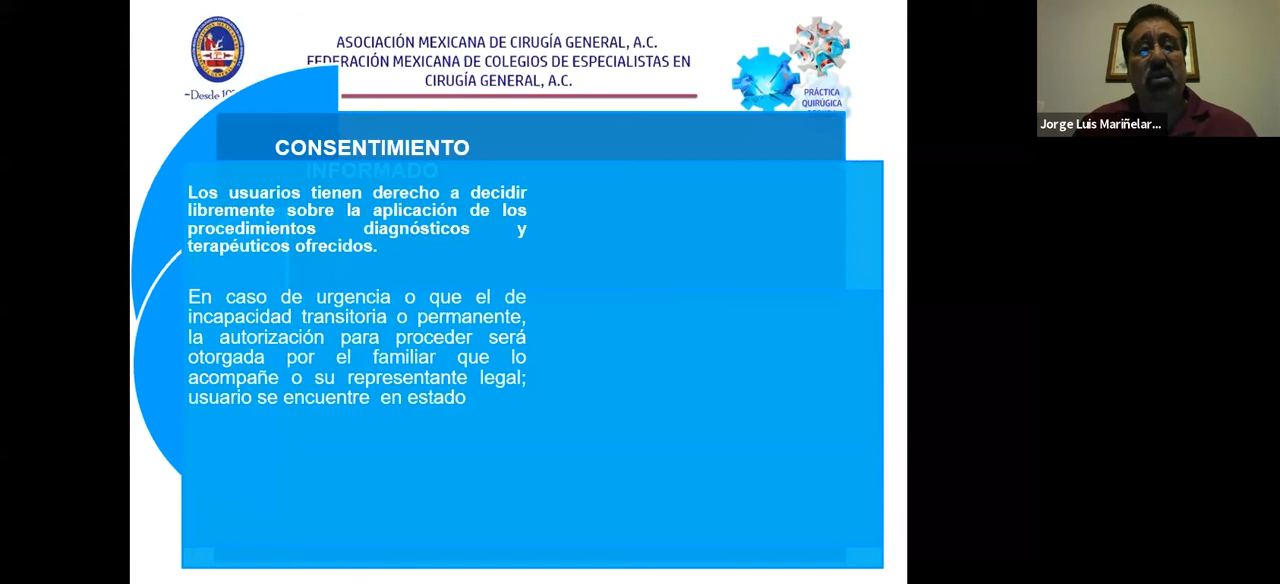 ASOCIACIÓN MEXICANA DE CIRUGÍA GENERAL, A.C.
FEDERACIÓN MEXICANA DE COLEGIOS DE ESPECIALISTAS EN
CIRUGÍA GENERAL, A.C.
Desde
PRÁCTICA
QUIRÚGICA
CONSENTIMIENTO
INFORMADO
Los usuarios tienen derecho a decidir
libremente sobre la aplicación de los
procedimientos diagnósticos y
terapéuticos ofrecidos.
En caso de urgencia o que el de
incapacidad transitoria o permanente,
la autorización para proceder será
otorgada por el familiar que lo
acompañe o su representante legal;
usuario se encuentre en estado
Jorge Luis Mariñelar...